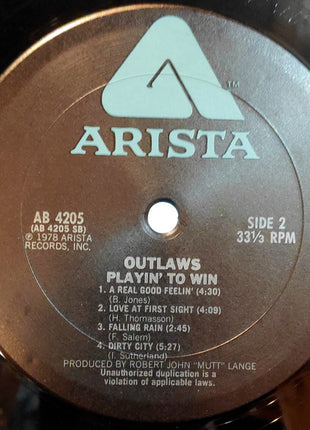 TM
ARISTA
AB 4205
(AB 4205 SB)
℗ 1978 ARISTA
RECORDS, INC.
SIDE 2
33⅓ RPM
OUTLAWS
PLAYIN' TO WIN
1. A REAL GOOD FEELIN' (4:30)
(B. Jones)
2. LOVE AT FIRST SIGHT (4:09)
(H. Thomasson)
3. FALLING RAIN (2:45)
(F. Salern)
4. DIRTY CITY (5:27)
(I. Sutherland)
PRODUCED BY ROBERT JOHN "MUTT" LANGE
Unauthorized duplication is a
violation of applicable laws.